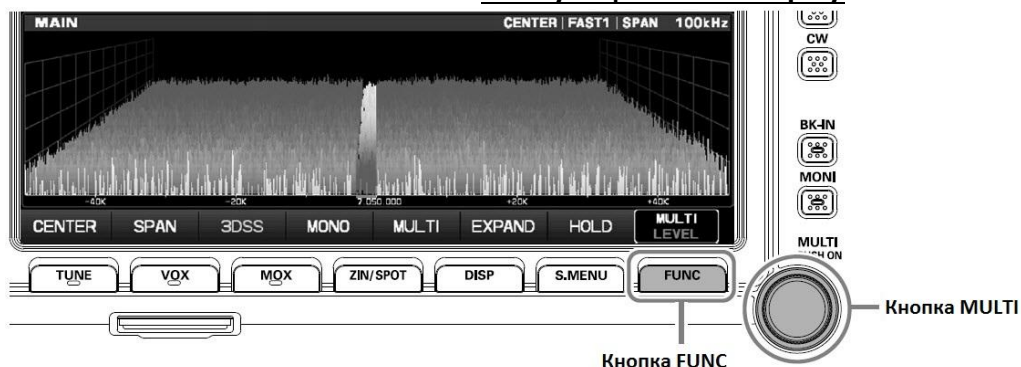 MAIN CENTER | FAST1 | SPAN 100kHz
CW
BK-IN
MONI
-40K -20K 7 050 000 +20K +40K
CENTER SPAN 3DSS MONO MULTI EXPAND HOLD MULTI LEVEL
MULTI
TUNE VOX MOX ZIN/SPOT DISP S.MENU FUNC
Кнопка MULTI
Кнопка FUNC